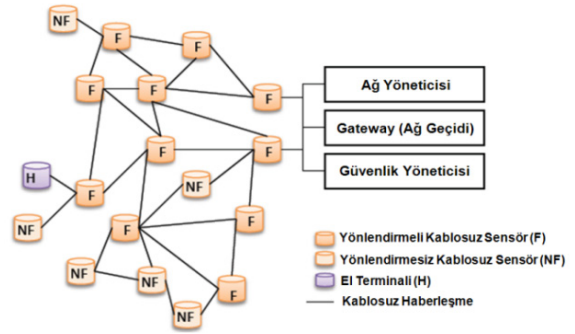 NF
F
F
F
F
F
Ağ Yöneticisi
Gateway (Ağ Geçidi)
Güvenlik Yöneticisi
F
F
H
F
NF
NF
F
F
NF
NF
NF
F
Yönlendirmeli Kablosuz Sensör (F)
Yönlendirmesiz Kablosuz Sensör (NF)
El Terminali (H)
Kablosuz Haberleşme